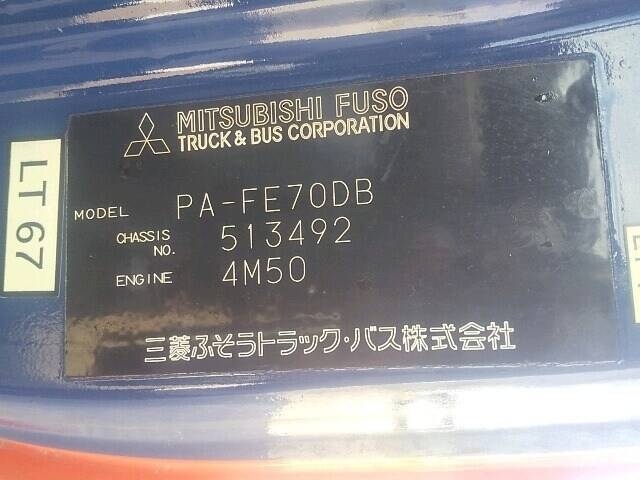 MITSUBISHI FUSO
TRUCK & BUS CORPORATION
LT67
MODEL PA-FE70DB
CHASSIS NO. 513492
ENGINE 4M50
三菱ふそうトラック・バス株式会社